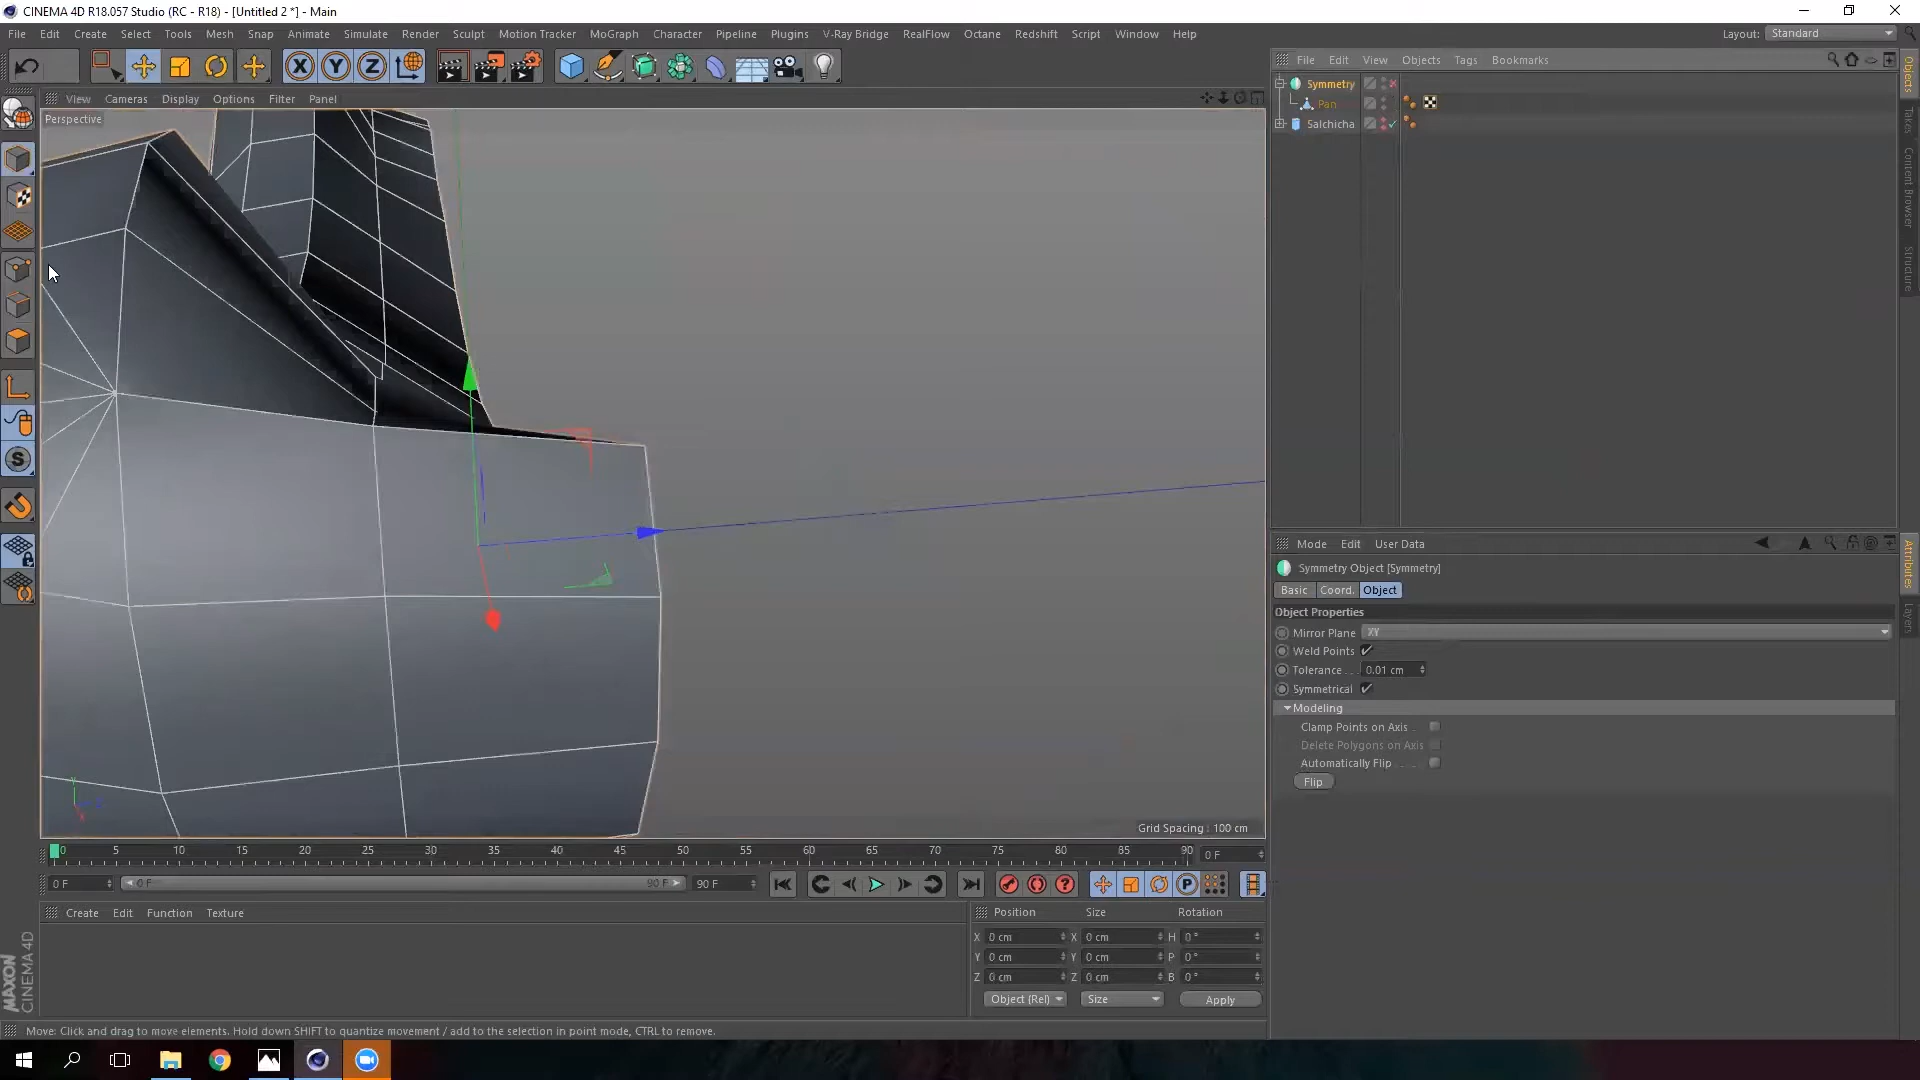 CINEMA 4D R18.057 Studio (RC - R18) - [Untitled 2 *] - Main
File Edit Create Select Tools Mesh Snap Animate Simulate Render Sculpt Motion Tracker MoGraph Character Pipeline Plugins V-Ray Bridge RealFlow Octane Redshift Script Window Help
Layout: Standard
X Y Z
File Edit View Objects Tags Bookmarks
View Cameras Display Options Filter Panel
Perspective
Symmetry
Pan
Salchicha
Objects
Takes
Content Browser
Structure
S
Mode Edit User Data
Symmetry Object [Symmetry]
Basic Coord. Object
Object Properties
Mirror Plane XY
Weld Points
Tolerance . . . 0.01 cm
Symmetrical
Modeling
Clamp Points on Axis . .
Delete Polygons on Axis
Automatically Flip . . . . .
Flip
Attributes
Layers
Y
X
Grid Spacing : 100 cm
0 5 10 15 20 25 30 35 40 45 50 55 60 65 70 75 80 85 90
0 F
0 F 0 F 90 F 90 F
P
Create Edit Function Texture
Position Size Rotation
X 0 cm X 0 cm H 0 °
Y 0 cm Y 0 cm P 0 °
Z 0 cm Z 0 cm B 0 °
Object (Rel) Size Apply
MAXON
CINEMA 4D
Move: Click and drag to move elements. Hold down SHIFT to quantize movement / add to the selection in point mode, CTRL to remove.